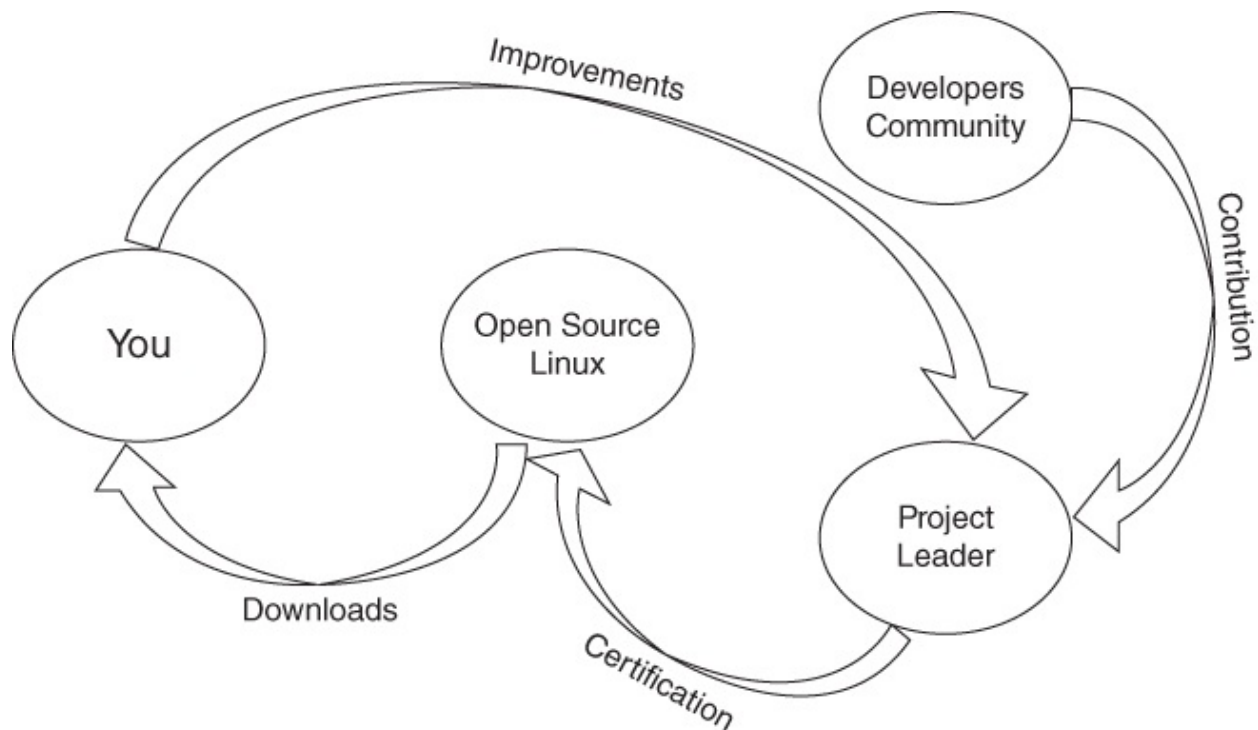 Improvements
Developers
Community
Contribution
You
Open Source
Linux
Project
Leader
Downloads
Certification